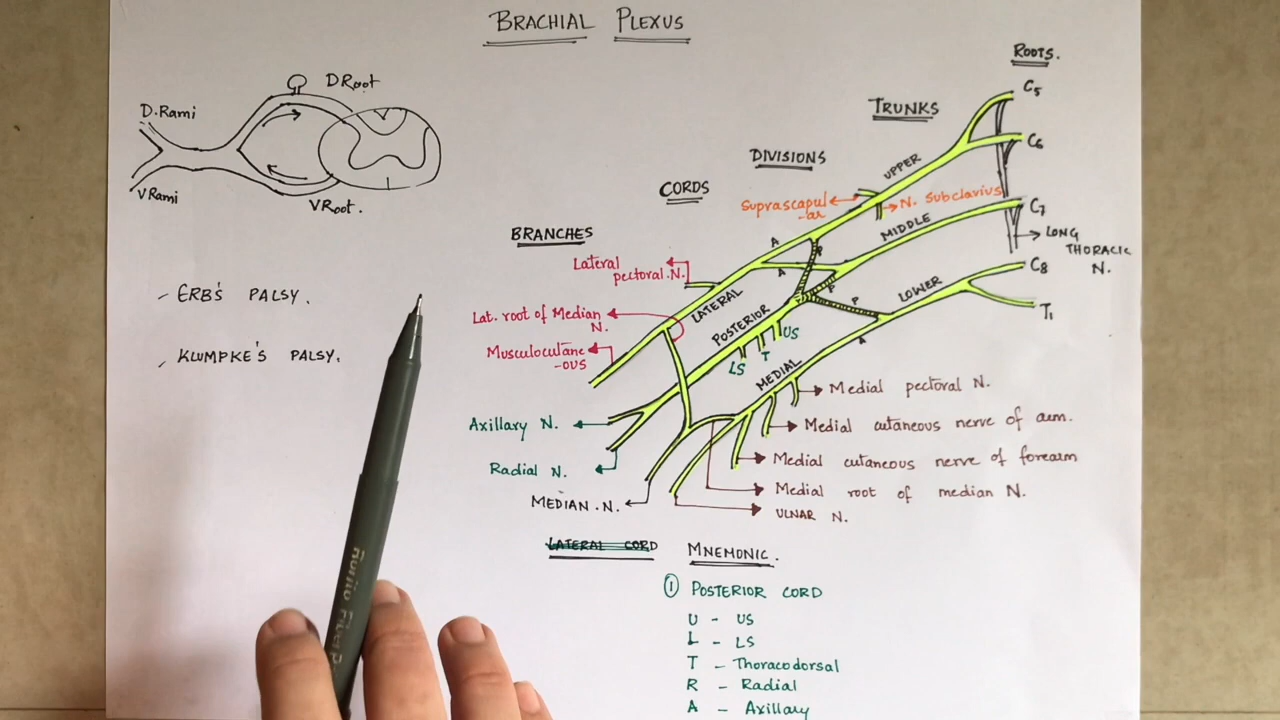 BRACHIAL PLEXUS
D Root
D.Rami
V Rami
V Root.
- ERB'S PALSY.
- KLUMPKE'S PALSY.
ROOTS.
C5
C6
C7
C8
T1
TRUNKS
UPPER
MIDDLE
LOWER
LONG
THORACIC
N.
DIVISIONS
Suprascapul
-ar
N. Subclavius
A
A
A
P
P
P
CORDS
LATERAL
POSTERIOR
MEDIAL
BRANCHES
Lateral
pectoral.N.
Lat. root of Median
N.
Musculocutane
-ous
US
T
LS
Axillary N.
Radial N.
MEDIAN.N.
Medial pectoral N.
Medial cutaneous nerve of arm.
Medial cutaneous nerve of forearm
Medial root of median N.
ULNAR N.
LATERAL CORD
MNEMONIC.
① POSTERIOR CORD
U - US
L - LS
T - Thoracodorsal
R - Radial
A - Axillary